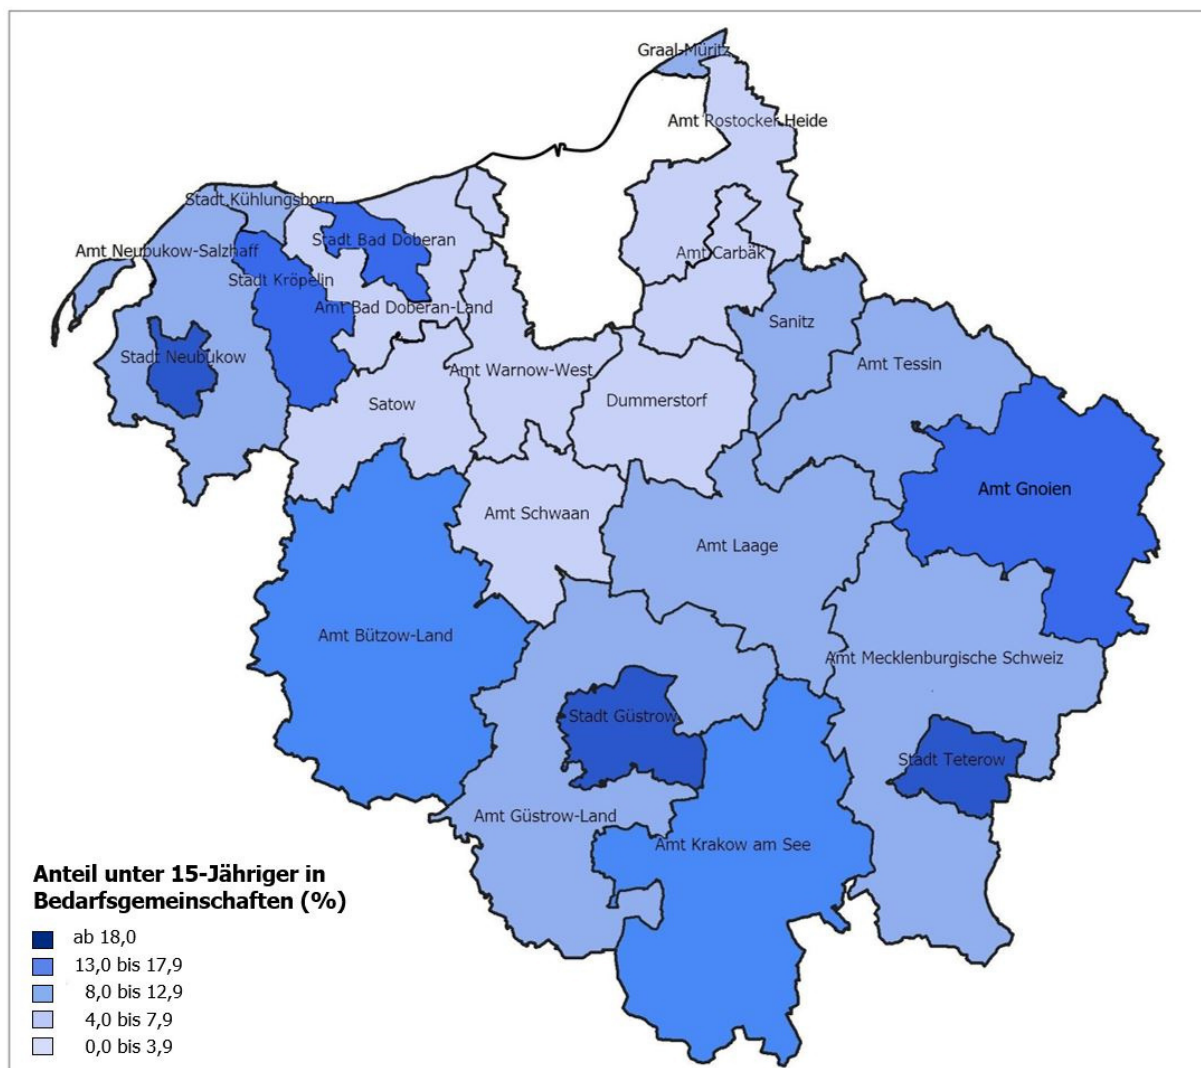 Graal-Müritz
Amt Rostocker Heide
Stadt Kühlungsborn
Stadt Bad Doberan
Amt Neubukow-Salzhaff
Amt Carbäk
Stadt Kröpelin
Amt Bad Doberan-Land
Sanitz
Stadt Neubukow
Amt Tessin
Amt Warnow-West
Satow
Dummerstorf
Amt Gnoien
Amt Schwaan
Amt Laage
Amt Bützow-Land
Amt Mecklenburgische Schweiz
Stadt Güstrow
Stadt Teterow
Amt Güstrow-Land
Amt Krakow am See
Anteil unter 15-Jähriger in
Bedarfsgemeinschaften (%)
ab 18,0
13,0 bis 17,9
8,0 bis 12,9
4,0 bis 7,9
0,0 bis 3,9